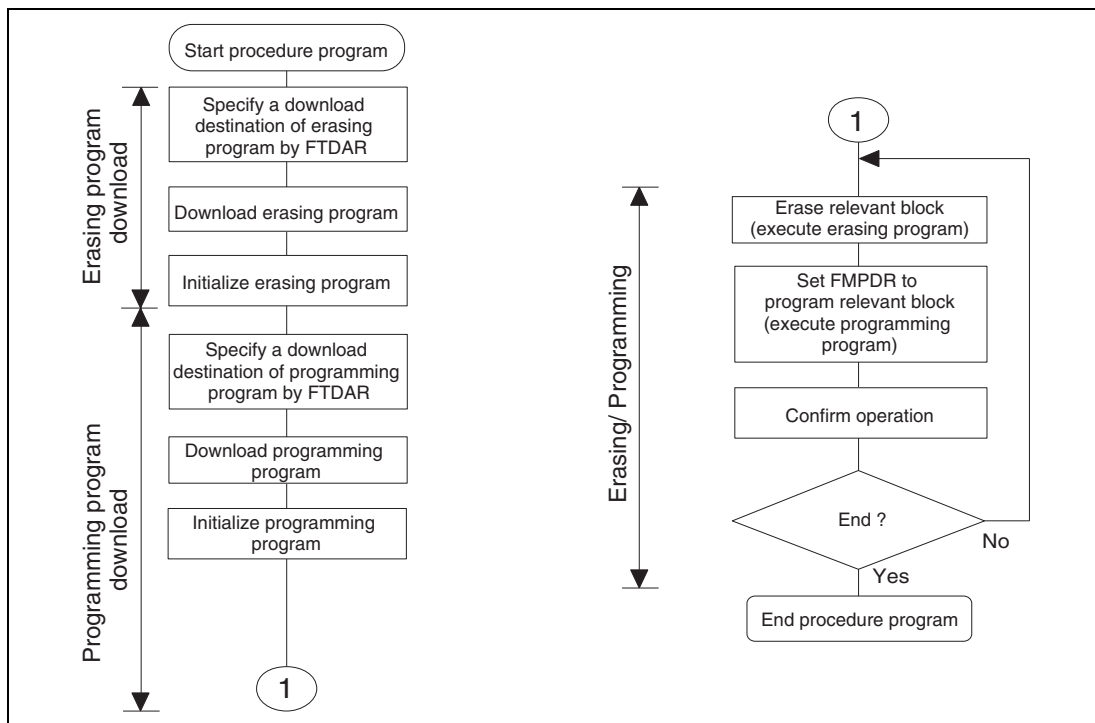 Start procedure program
Erasing program
download
Specify a download
destination of erasing
program by FTDAR
Download erasing program
Initialize erasing program
Programming program
download
Specify a download
destination of programming
program by FTDAR
Download programming
program
Initialize programming
program
1
1
Erasing/ Programming
Erase relevant block
(execute erasing program)
Set FMPDR to
program relevant block
(execute programming
program)
Confirm operation
End ?
No
Yes
End procedure program